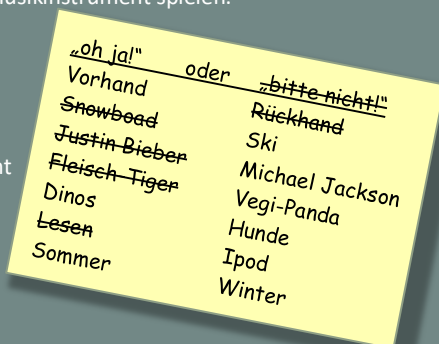 usikinstrument spielen.
„oh ja!“ oder „bitte nicht!“
Vorhand Rückhand
Snowboad Ski
Justin Bieber Michael Jackson
Fleisch-Tiger Vegi-Panda
Dinos Hunde
Lesen Ipod
Sommer Winter